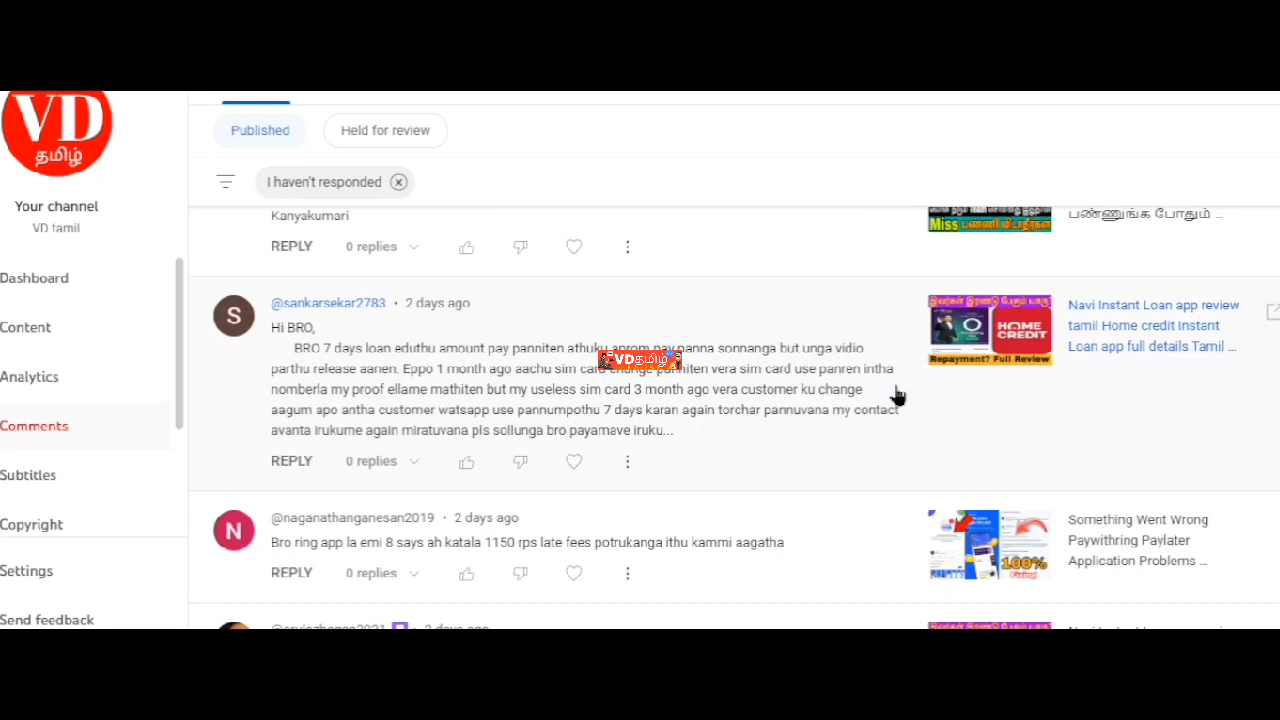 VD
தமிழ்
Your channel
VD tamil
Dashboard
Content
Analytics
Comments
Subtitles
Copyright
Settings
Send feedback
Published
Held for review
I haven't responded
Kanyakumari
பண்ணுங்க போதும் ...
Miss பண்ணி விடாதீர்கள்
REPLY 0 replies
S
@sankarsekar2783 • 2 days ago
Hi BRO,
BRO 7 days loan eduthu amount pay panniten athuku aprom pay panna sonnanga but unga vidio
parthu release aanen. Eppo 1 month ago aachu sim card change panniten vera sim card use panren intha
nomberla my proof ellame mathiten but my useless sim card 3 month ago vera customer ku change
aagum apo antha customer watsapp use pannumpothu 7 days karan again torchar pannuvana my contact
avanta irukume again miratuvana pls sollunga bro payamave iruku...
REPLY 0 replies
VDதமிழ்
இவர்கள் இரண்டு பேரும் யாரு
HOME
CREDIT
Repayment? Full Review
Navi Instant Loan app review
tamil Home credit Instant
Loan app full details Tamil ...
N
@naganathanganesan2019 • 2 days ago
Bro ring app la emi 8 says ah katala 1150 rps late fees potrukanga ithu kammi aagatha
REPLY 0 replies
100%
Something Went Wrong
Paywithring Paylater
Application Problems ...